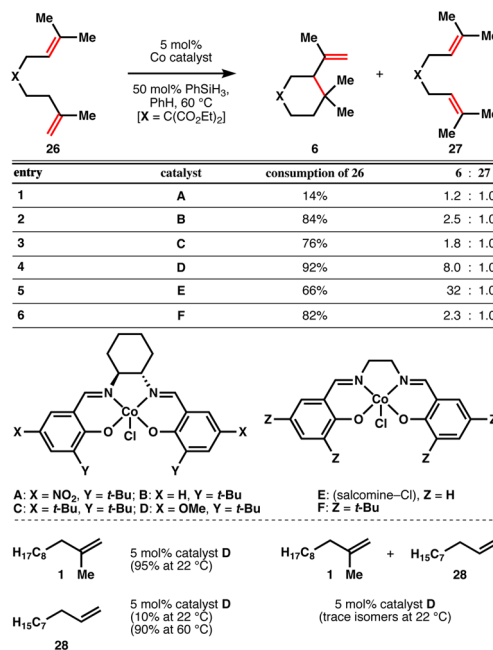 Me
Me
5 mol%
Co catalyst
Me
Me
Me
X
50 mol% PhSiH3,
PhH, 60 °C
[X = C(CO2Et)2]
X
Me
Me
+
X
Me
Me
Me
26
6
27
entry catalyst consumption of 26 6 : 27
1 A 14% 1.2 : 1.0
2 B 84% 2.5 : 1.0
3 C 76% 1.8 : 1.0
4 D 92% 8.0 : 1.0
5 E 66% 32 : 1.0
6 F 82% 2.3 : 1.0
N N
Co
X O Cl O X
Y Y
N N
Co
Z O Cl O Z
Z Z
A: X = NO2, Y = t-Bu; B: X = H, Y = t-Bu
C: X = t-Bu, Y = t-Bu; D: X = OMe, Y = t-Bu
E: (salcomine–Cl), Z = H
F: Z = t-Bu
H17C8
1 Me
5 mol% catalyst D
(95% at 22 °C)
H17C8
1 Me
+
H15C7
28
H15C7
28
5 mol% catalyst D
(10% at 22 °C)
(90% at 60 °C)
5 mol% catalyst D
(trace isomers at 22 °C)